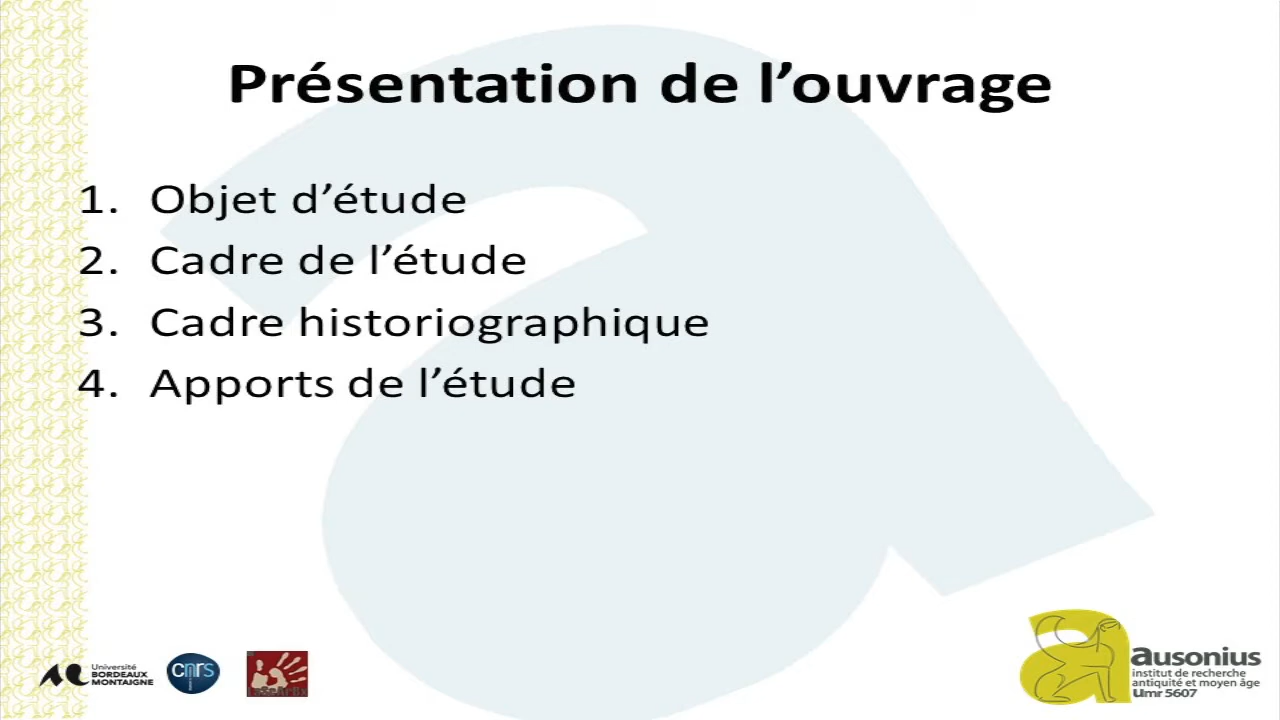 Présentation de l’ouvrage
1. Objet d’étude
2. Cadre de l’étude
3. Cadre historiographique
4. Apports de l’étude
Université
BORDEAUX
MONTAIGNE
cnrs
ausonius
institut de recherche
antiquité et moyen âge
umr 5607